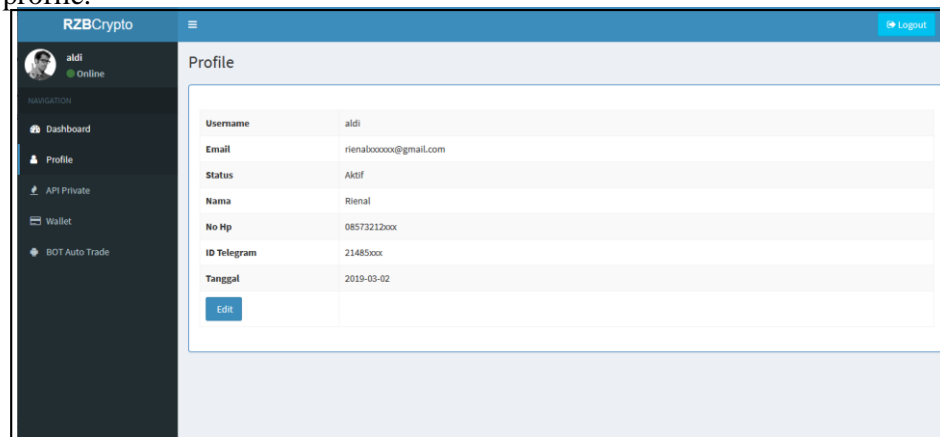 profile.
RZBCrypto
Logout
aldi
Online
Profile
NAVIGATION
Dashboard
Profile
API Private
Wallet
BOT Auto Trade
Username aldi
Email rienalxxxxxx@gmail.com
Status Aktif
Nama Rienal
No Hp 08573212xxx
ID Telegram 21485xxx
Tanggal 2019-03-02
Edit